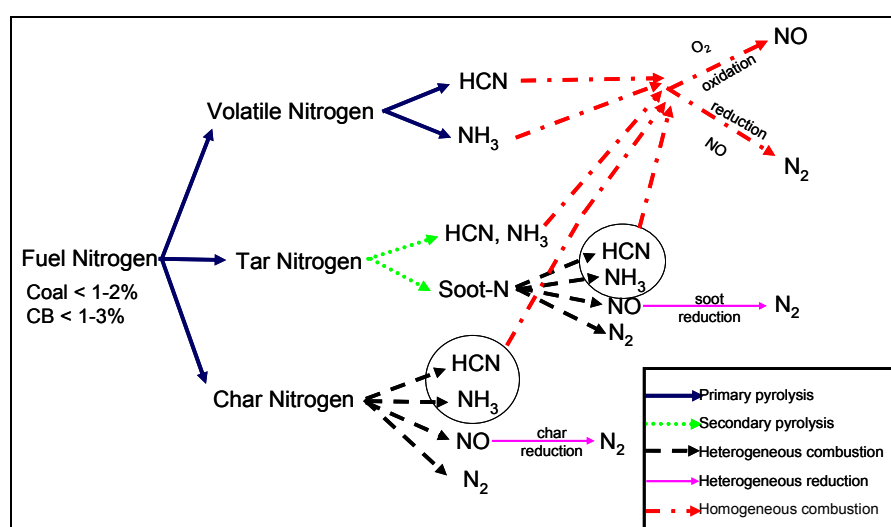 O₂
NO
oxidation
HCN
Volatile Nitrogen
reduction
NH₃
NO
N₂
HCN, NH₃
HCN
Fuel Nitrogen
Tar Nitrogen
NH₃
Coal < 1-2%
Soot-N
NO
soot
reduction
N₂
CB < 1-3%
N₂
HCN
Char Nitrogen
NH₃
NO
char
reduction
N₂
N₂
Primary pyrolysis
Secondary pyrolysis
Heterogeneous combustion
Heterogeneous reduction
Homogeneous combustion